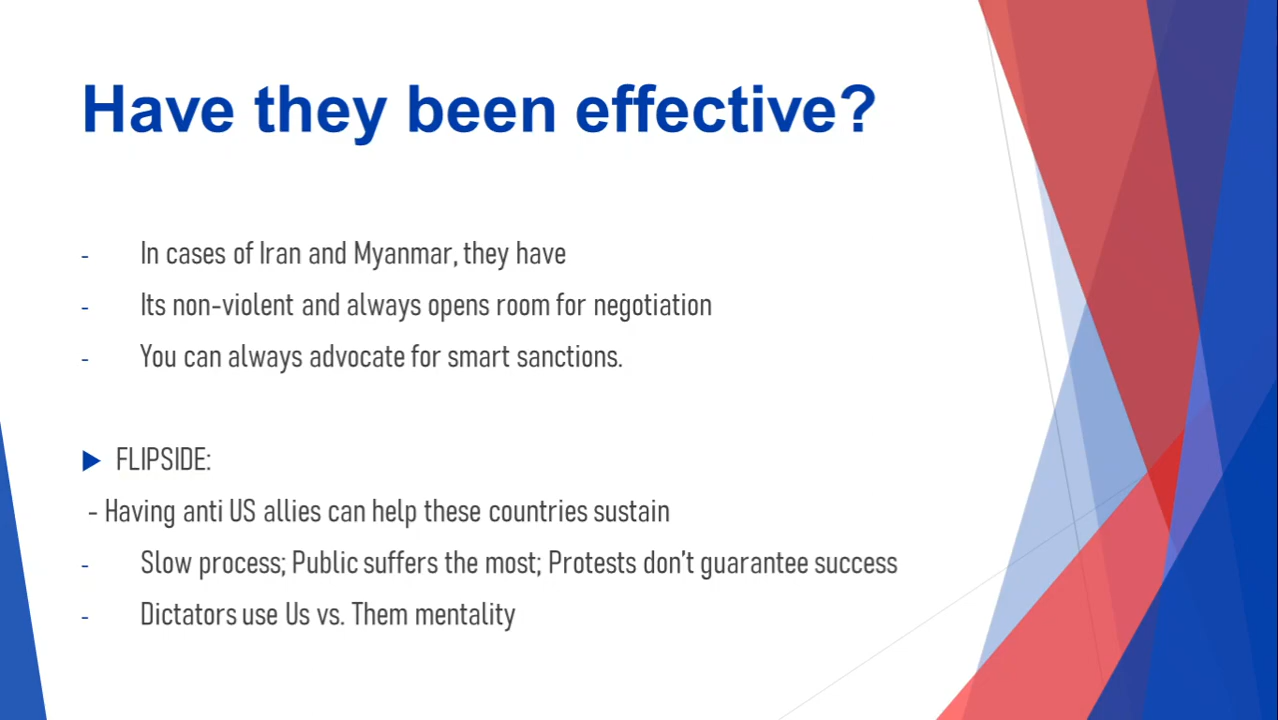 Have they been effective?
- In cases of Iran and Myanmar, they have
- Its non-violent and always opens room for negotiation
- You can always advocate for smart sanctions.
FLIPSIDE:
- Having anti US allies can help these countries sustain
- Slow process; Public suffers the most; Protests don’t guarantee success
- Dictators use Us vs. Them mentality